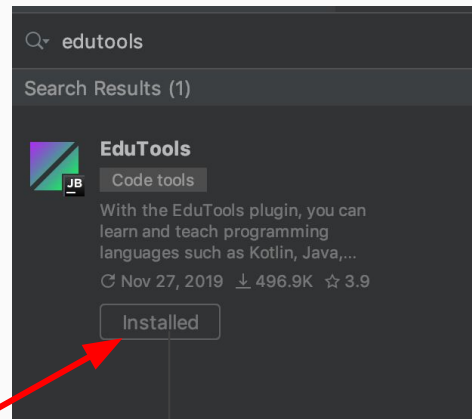 edutools
Search Results (1)
EduTools
JB
Code tools
With the EduTools plugin, you can
learn and teach programming
languages such as Kotlin, Java,...
Nov 27, 2019 496.9K 3.9
Installed